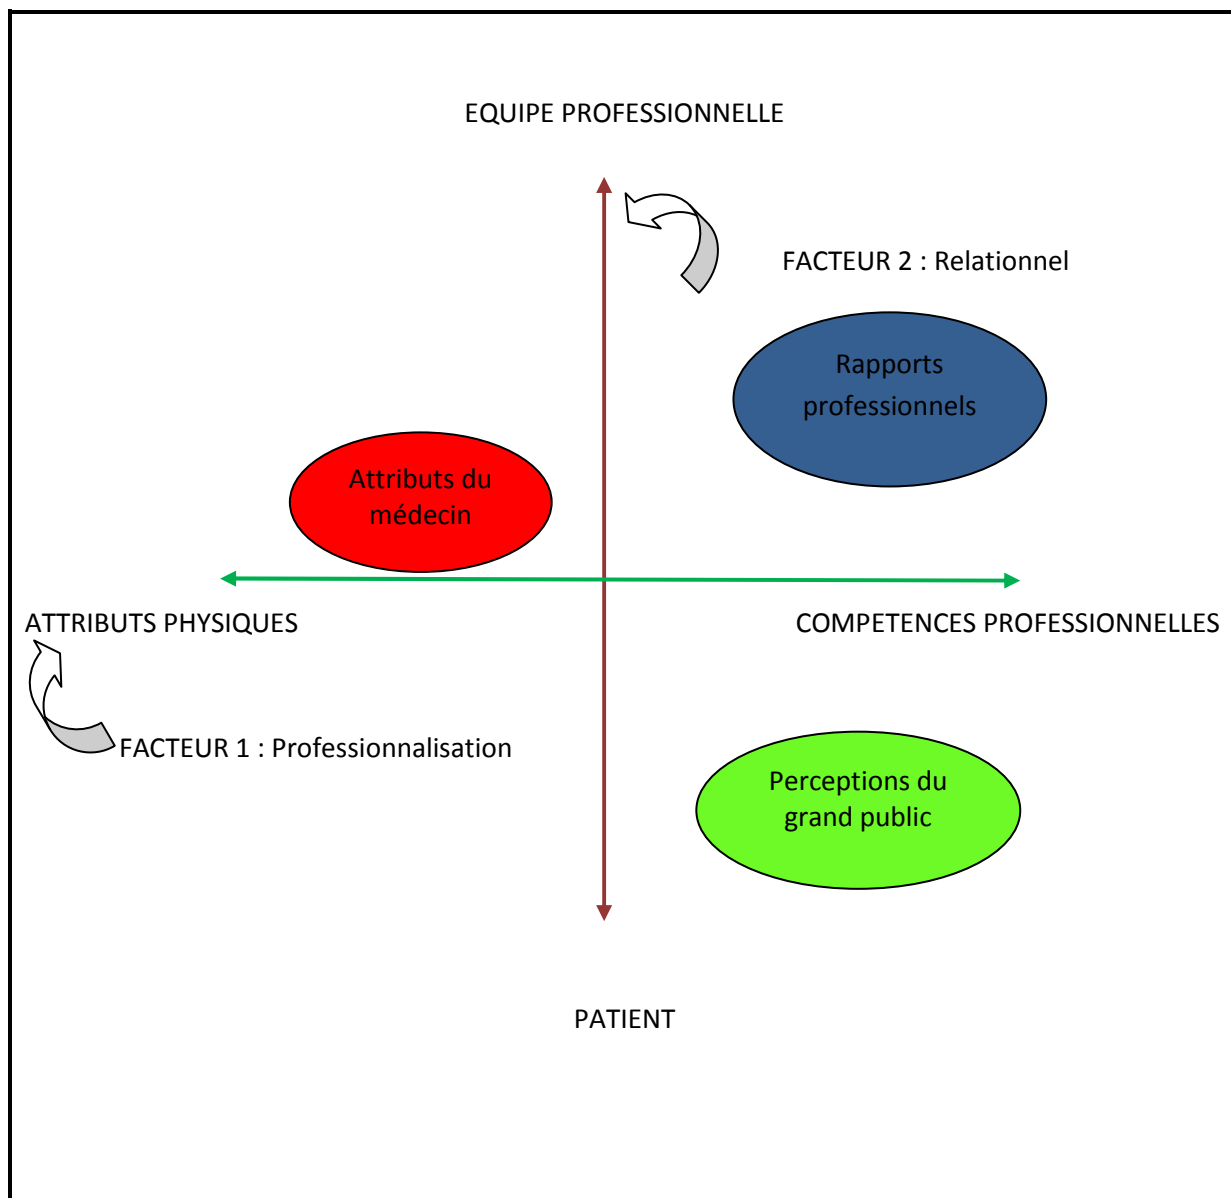 EQUIPE PROFESSIONNELLE
FACTEUR 2 : Relationnel
Rapports
professionnels
Attributs du
médecin
ATTRIBUTS PHYSIQUES
COMPETENCES PROFESSIONNELLES
FACTEUR 1 : Professionnalisation
Perceptions du
grand public
PATIENT